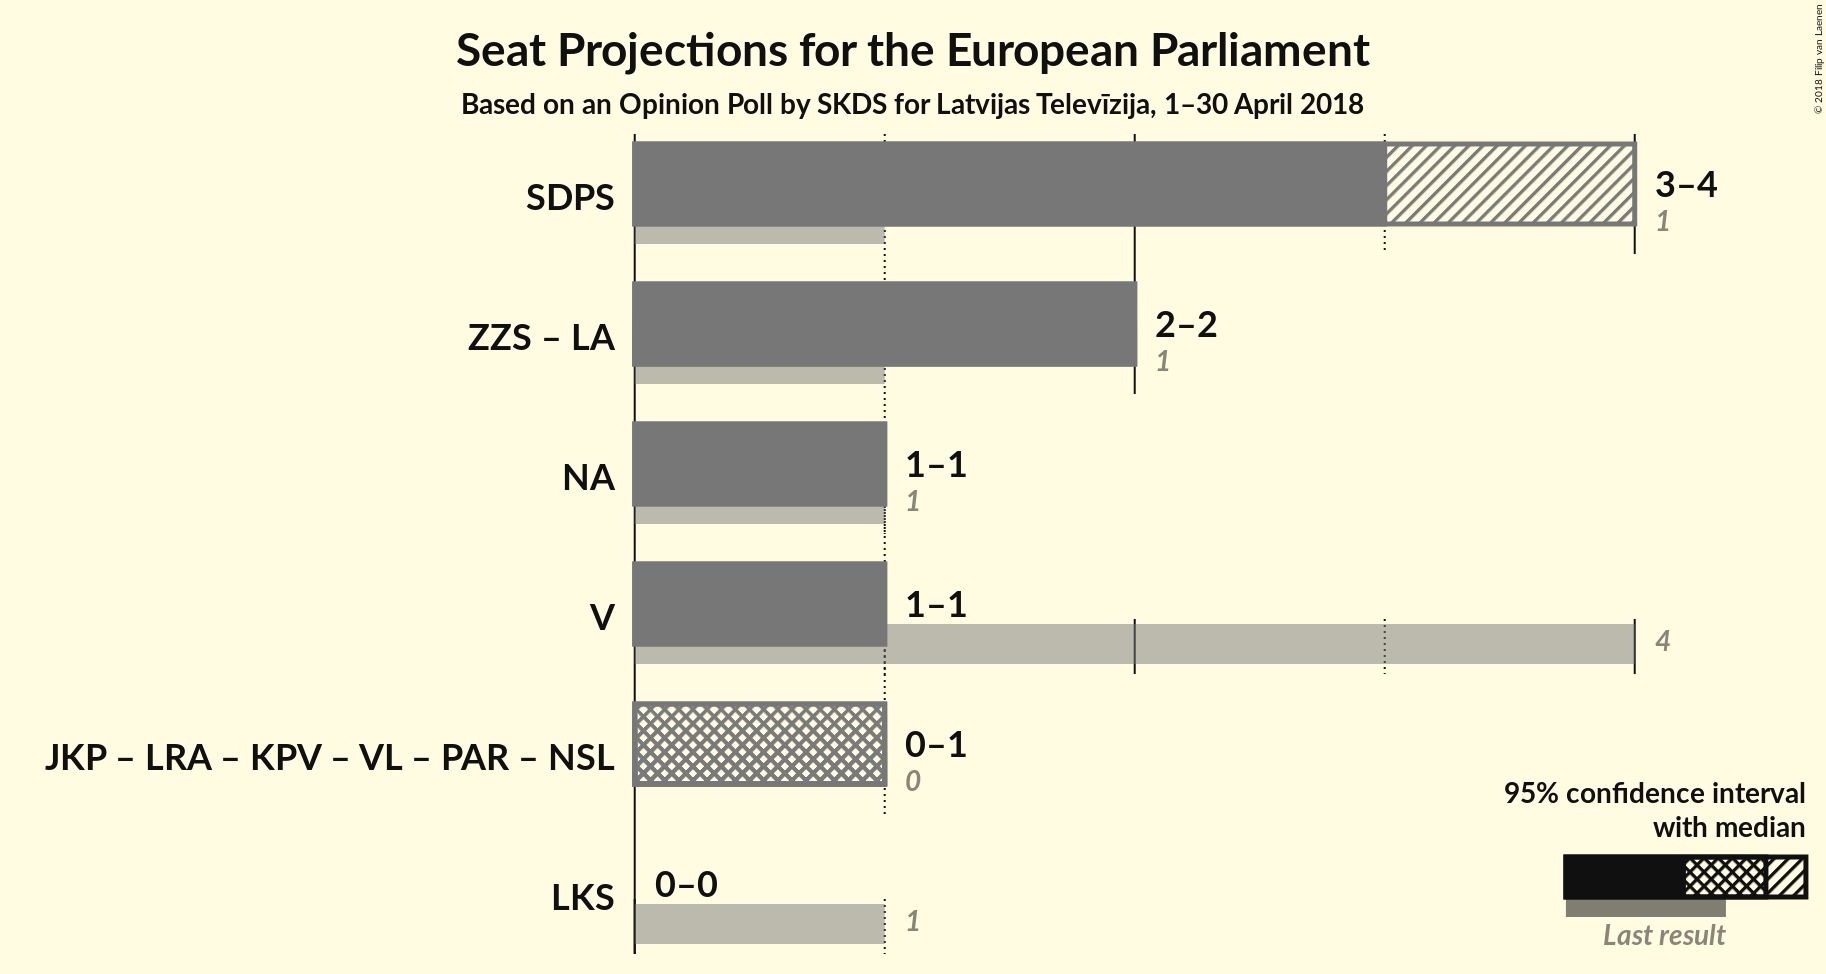 Seat Projections for the European Parliament
Based on an Opinion Poll by SKDS for Latvijas Televīzija, 1–30 April 2018
© 2018 Filip van Laenen
SDPS
3–4
1
ZZS – LA
2–2
1
NA
1–1
1
V
1–1
4
JKP – LRA – KPV – VL – PAR – NSL
0–1
0
LKS
0–0
1
95% confidence interval
with median
Last result